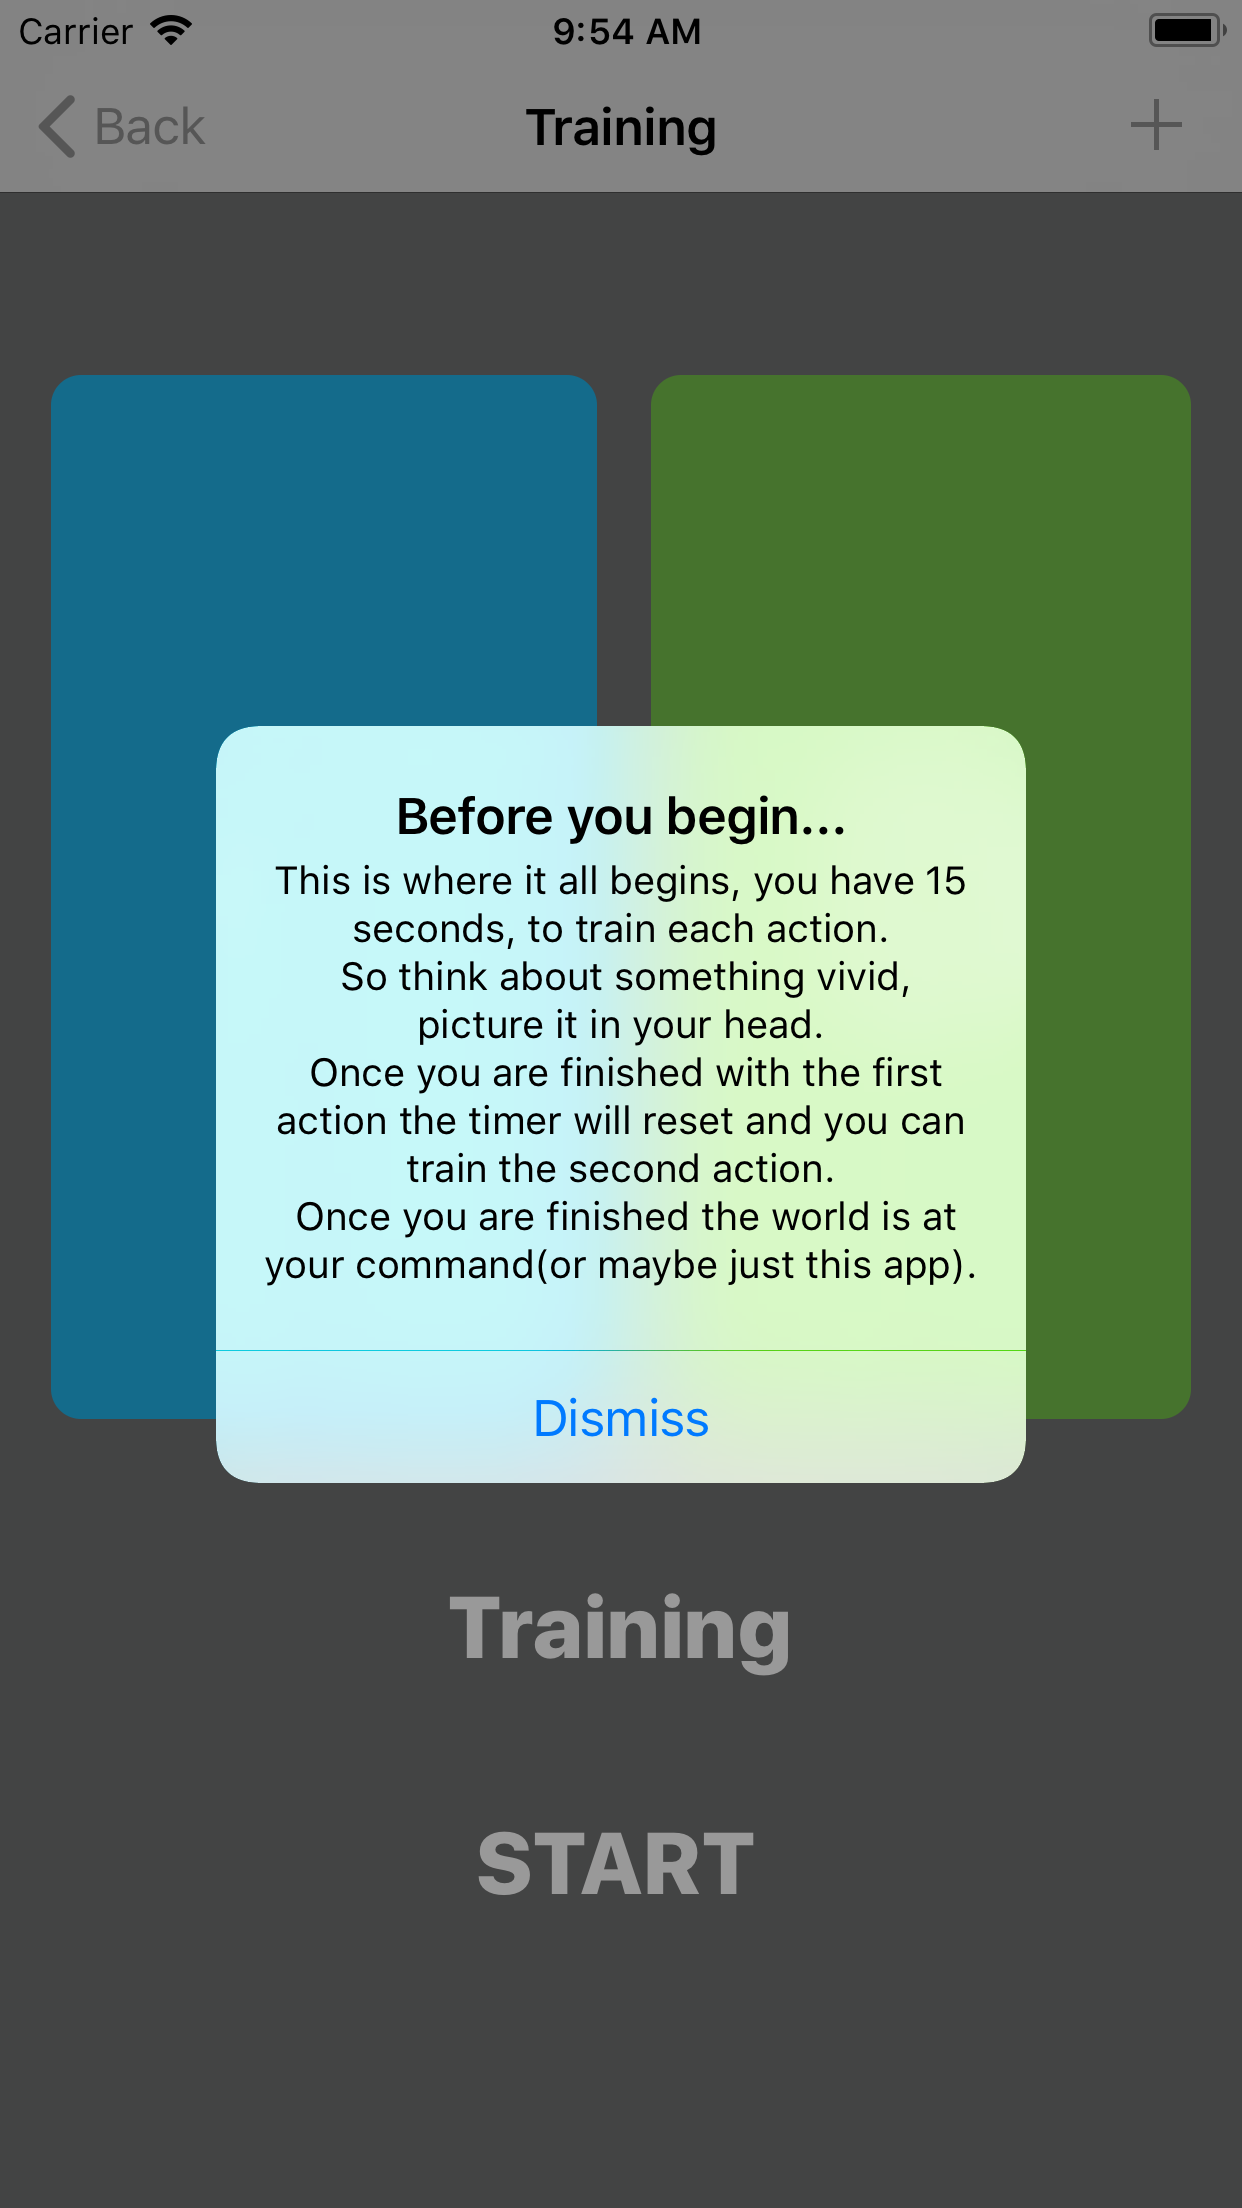 Carrier 9:54 AM
Back Training
Before you begin...
This is where it all begins, you have 15
seconds, to train each action.
So think about something vivid,
picture it in your head.
Once you are finished with the first
action the timer will reset and you can
train the second action.
Once you are finished the world is at
your command(or maybe just this app).
Dismiss
Training
START